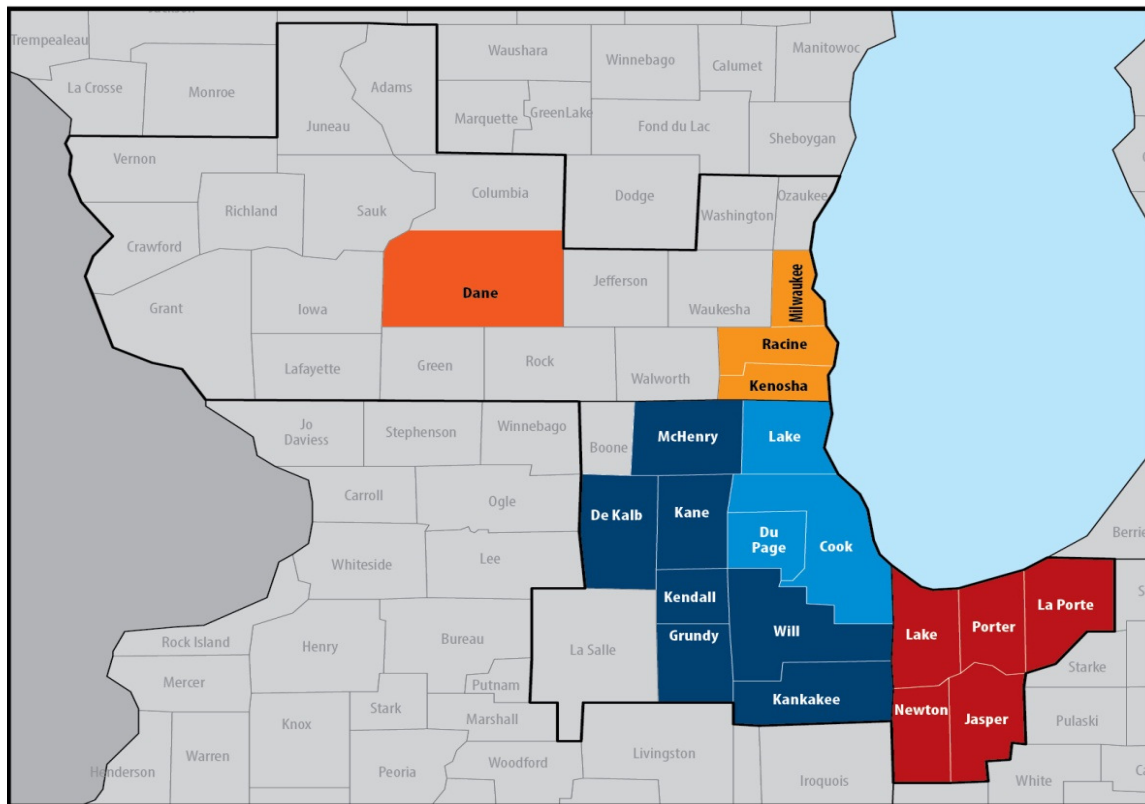 Trempealeau
La Crosse
Monroe
Juneau
Adams
Waushara
Winnebago
Calumet
Manitowoc
Marquette
GreenLake
Fond du Lac
Sheboygan
Vernon
Richland
Sauk
Columbia
Dodge
Washington
Ozaukee
Crawford
Grant
Iowa
Dane
Jefferson
Waukesha
Milwaukee
Lafayette
Green
Rock
Walworth
Racine
Kenosha
Jo
Daviess
Stephenson
Winnebago
Boone
McHenry
Lake
Carroll
Ogle
De Kalb
Kane
Du
Page
Cook
Whiteside
Lee
Kendall
Grundy
Will
Kankakee
Rock Island
Henry
Bureau
La Salle
Mercer
Putnam
Stark
Marshall
Knox
Warren
Henderson
Peoria
Woodford
Livingston
Iroquois
Lake
Porter
La Porte
Newton
Jasper
Starke
Pulaski
White
Berrie